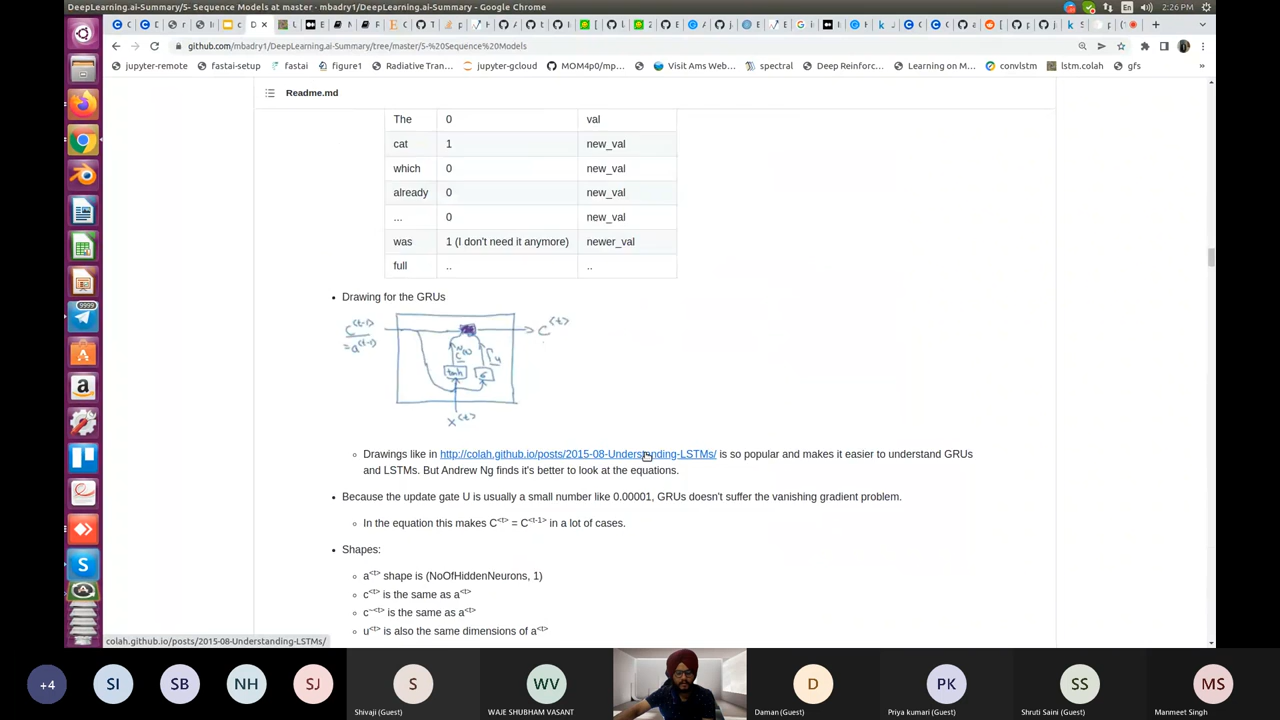 DeepLearning.ai-Summary/5- Sequence Models at master · mbadry1/DeepLearning.ai-Summary - Google Chrome
En
2:26 PM
github.com/mbadry1/DeepLearning.ai-Summary/tree/master/5-%20Sequence%20Models
jupyter-remote
fastai-setup
fastai
figure1
Radiative Tran...
jupyter-gcloud
MOM4p0/mp...
Visit Ams Web...
spectral
Deep Reinforc...
Learning on M...
convlstm
lstm.colah
gfs
»
Readme.md
The 0 val
cat 1 new_val
which 0 new_val
already 0 new_val
... 0 new_val
was 1 (I don't need it anymore) newer_val
full .. ..
Drawing for the GRUs
c<t-1>
= a<t-1>
c<t>
tanh
σ
x<t>
Drawings like in http://colah.github.io/posts/2015-08-Understanding-LSTMs/ is so popular and makes it easier to understand GRUs
and LSTMs. But Andrew Ng finds it's better to look at the equations.
Because the update gate U is usually a small number like 0.00001, GRUs doesn't suffer the vanishing gradient problem.
In the equation this makes C<t> = C<t-1> in a lot of cases.
Shapes:
a<t> shape is (NoOfHiddenNeurons, 1)
c<t> is the same as a<t>
c~<t> is the same as a<t>
u<t> is also the same dimensions of a<t>
colah.github.io/posts/2015-08-Understanding-LSTMs/
+4
SI
SB
NH
SJ
S
Shivaji (Guest)
WV
WAJE SHUBHAM VASANT
D
Daman (Guest)
PK
Priya kumari (Guest)
SS
Shruti Saini (Guest)
MS
Manmeet Singh